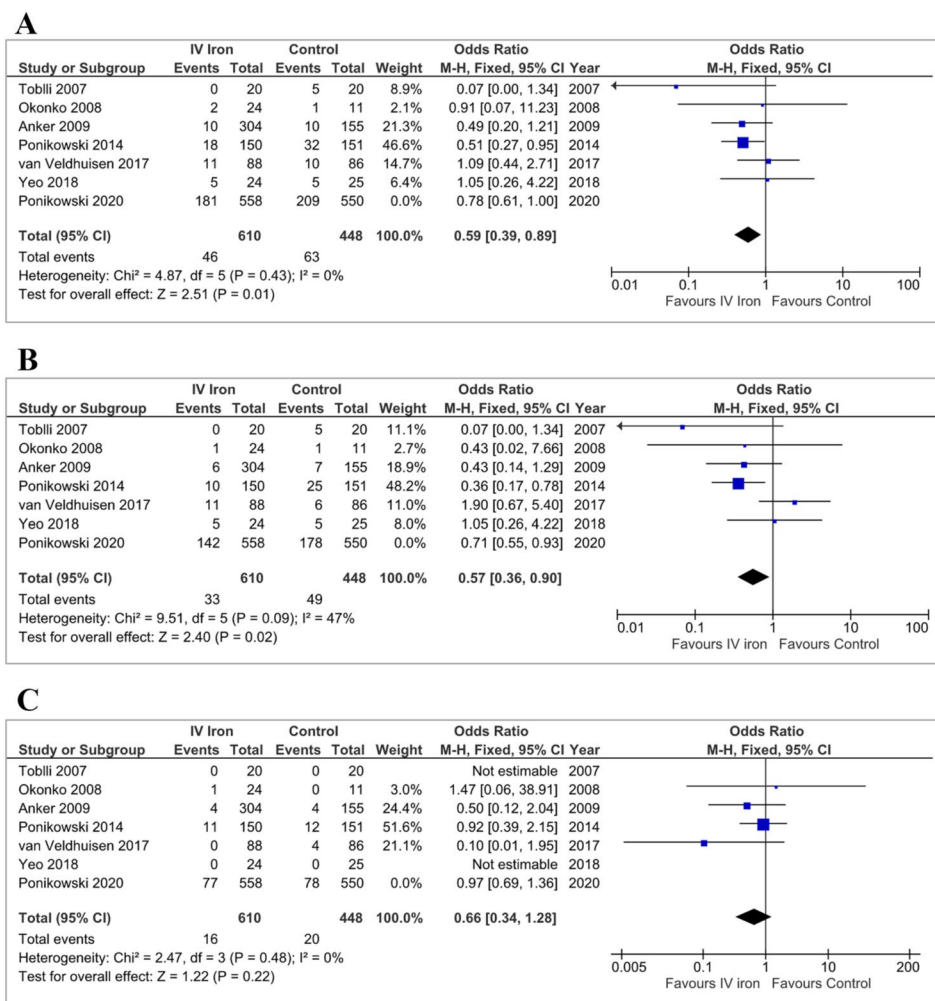 A
IV Iron Control Odds Ratio Odds Ratio
Study or Subgroup Events Total Events Total Weight M-H, Fixed, 95% CI Year M-H, Fixed, 95% CI
Toblli 2007 0 20 5 20 8.9% 0.07 [0.00, 1.34] 2007
Okonko 2008 2 24 1 11 2.1% 0.91 [0.07, 11.23] 2008
Anker 2009 10 304 10 155 21.3% 0.49 [0.20, 1.21] 2009
Ponikowski 2014 18 150 32 151 46.6% 0.51 [0.27, 0.95] 2014
van Veldhuisen 2017 11 88 10 86 14.7% 1.09 [0.44, 2.71] 2017
Yeo 2018 5 24 5 25 6.4% 1.05 [0.26, 4.22] 2018
Ponikowski 2020 181 558 209 550 0.0% 0.78 [0.61, 1.00] 2020
Total (95% CI) 610 448 100.0% 0.59 [0.39, 0.89]
Total events 46 63
Heterogeneity: Chi² = 4.87, df = 5 (P = 0.43); I² = 0%
Test for overall effect: Z = 2.51 (P = 0.01)
0.01 0.1 1 10 100
Favours IV Iron Favours Control
B
IV Iron Control Odds Ratio Odds Ratio
Study or Subgroup Events Total Events Total Weight M-H, Fixed, 95% CI Year M-H, Fixed, 95% CI
Toblli 2007 0 20 5 20 11.1% 0.07 [0.00, 1.34] 2007
Okonko 2008 1 24 1 11 2.7% 0.43 [0.02, 7.66] 2008
Anker 2009 6 304 7 155 18.9% 0.43 [0.14, 1.29] 2009
Ponikowski 2014 10 150 25 151 48.2% 0.36 [0.17, 0.78] 2014
van Veldhuisen 2017 11 88 6 86 11.0% 1.90 [0.67, 5.40] 2017
Yeo 2018 5 24 5 25 8.0% 1.05 [0.26, 4.22] 2018
Ponikowski 2020 142 558 178 550 0.0% 0.71 [0.55, 0.93] 2020
Total (95% CI) 610 448 100.0% 0.57 [0.36, 0.90]
Total events 33 49
Heterogeneity: Chi² = 9.51, df = 5 (P = 0.09); I² = 47%
Test for overall effect: Z = 2.40 (P = 0.02)
0.01 0.1 1 10 100
Favours IV iron Favours Control
C
IV Iron Control Odds Ratio Odds Ratio
Study or Subgroup Events Total Events Total Weight M-H, Fixed, 95% CI Year M-H, Fixed, 95% CI
Toblli 2007 0 20 0 20 Not estimable 2007
Okonko 2008 1 24 0 11 3.0% 1.47 [0.06, 38.91] 2008
Anker 2009 4 304 4 155 24.4% 0.50 [0.12, 2.04] 2009
Ponikowski 2014 11 150 12 151 51.6% 0.92 [0.39, 2.15] 2014
van Veldhuisen 2017 0 88 4 86 21.1% 0.10 [0.01, 1.95] 2017
Yeo 2018 0 24 0 25 Not estimable 2018
Ponikowski 2020 77 558 78 550 0.0% 0.97 [0.69, 1.36] 2020
Total (95% CI) 610 448 100.0% 0.66 [0.34, 1.28]
Total events 16 20
Heterogeneity: Chi² = 2.47, df = 3 (P = 0.48); I² = 0%
Test for overall effect: Z = 1.22 (P = 0.22)
0.005 0.1 1 10 200
Favours IV iron Favours Control